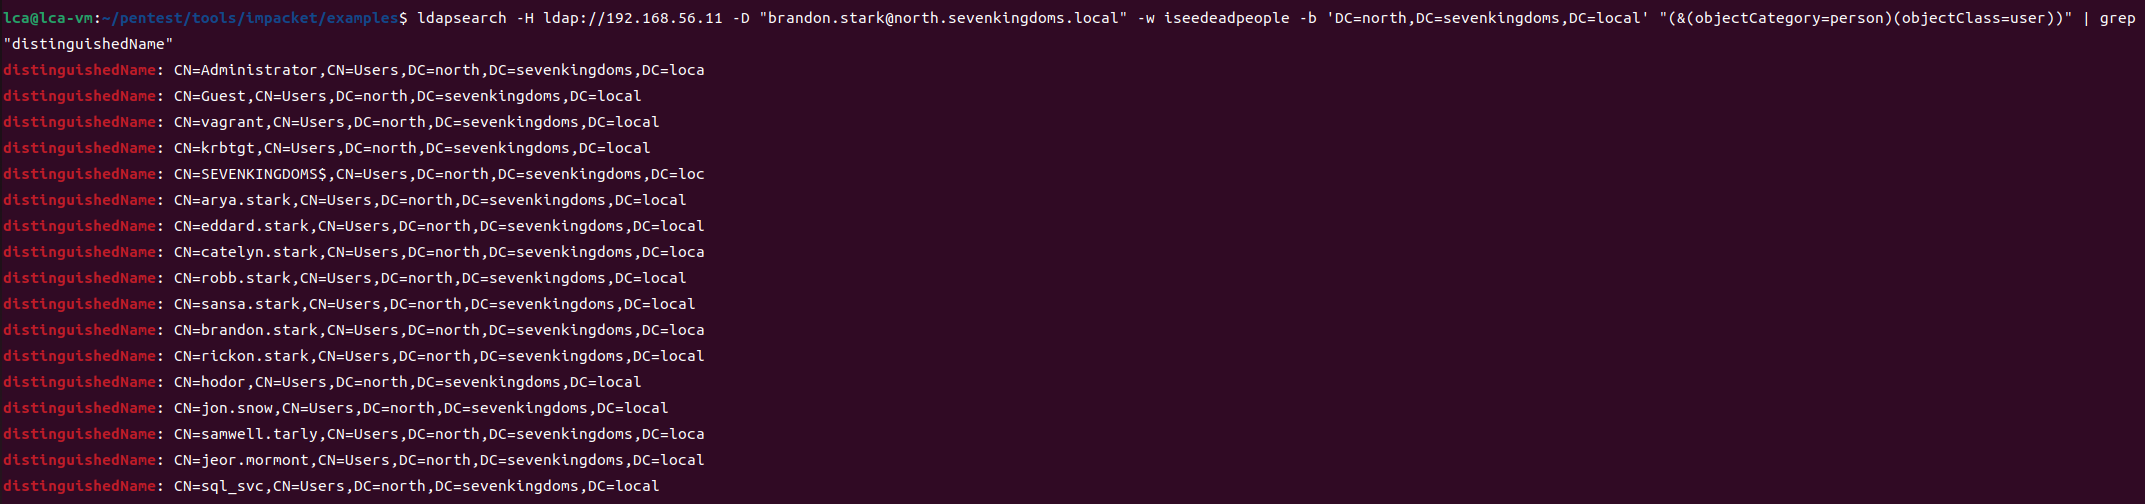 lca@lca-vm:~/pentest/tools/impacket/examples$ ldapsearch -H ldap://192.168.56.11 -D "brandon.stark@north.sevenkingdoms.local" -w iseedeadpeople -b 'DC=north,DC=sevenkingdoms,DC=local' "(&(objectCategory=person)(objectClass=user))" | grep
"distinguishedName"
distinguishedName: CN=Administrator,CN=Users,DC=north,DC=sevenkingdoms,DC=loca
distinguishedName: CN=Guest,CN=Users,DC=north,DC=sevenkingdoms,DC=local
distinguishedName: CN=vagrant,CN=Users,DC=north,DC=sevenkingdoms,DC=local
distinguishedName: CN=krbtgt,CN=Users,DC=north,DC=sevenkingdoms,DC=local
distinguishedName: CN=SEVENKINGDOMS$,CN=Users,DC=north,DC=sevenkingdoms,DC=loc
distinguishedName: CN=arya.stark,CN=Users,DC=north,DC=sevenkingdoms,DC=local
distinguishedName: CN=eddard.stark,CN=Users,DC=north,DC=sevenkingdoms,DC=local
distinguishedName: CN=catelyn.stark,CN=Users,DC=north,DC=sevenkingdoms,DC=loca
distinguishedName: CN=robb.stark,CN=Users,DC=north,DC=sevenkingdoms,DC=local
distinguishedName: CN=sansa.stark,CN=Users,DC=north,DC=sevenkingdoms,DC=local
distinguishedName: CN=brandon.stark,CN=Users,DC=north,DC=sevenkingdoms,DC=loca
distinguishedName: CN=rickon.stark,CN=Users,DC=north,DC=sevenkingdoms,DC=local
distinguishedName: CN=hodor,CN=Users,DC=north,DC=sevenkingdoms,DC=local
distinguishedName: CN=jon.snow,CN=Users,DC=north,DC=sevenkingdoms,DC=local
distinguishedName: CN=samwell.tarly,CN=Users,DC=north,DC=sevenkingdoms,DC=loca
distinguishedName: CN=jeor.mormont,CN=Users,DC=north,DC=sevenkingdoms,DC=local
distinguishedName: CN=sql_svc,CN=Users,DC=north,DC=sevenkingdoms,DC=local